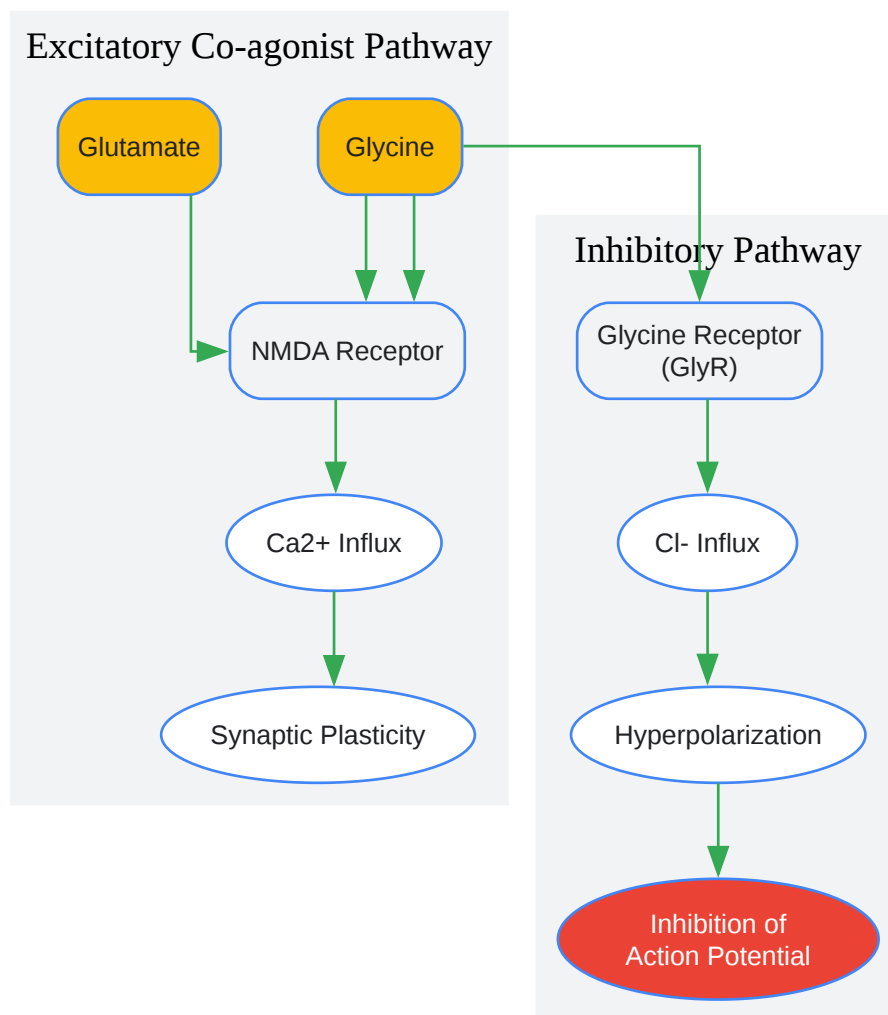 Excitatory Co-agonist Pathway
Glutamate
Glycine
Inhibitory Pathway
NMDA Receptor
Glycine Receptor
(GlyR)
Ca2+ Influx
Cl- Influx
Synaptic Plasticity
Hyperpolarization
Inhibition of
Action Potential